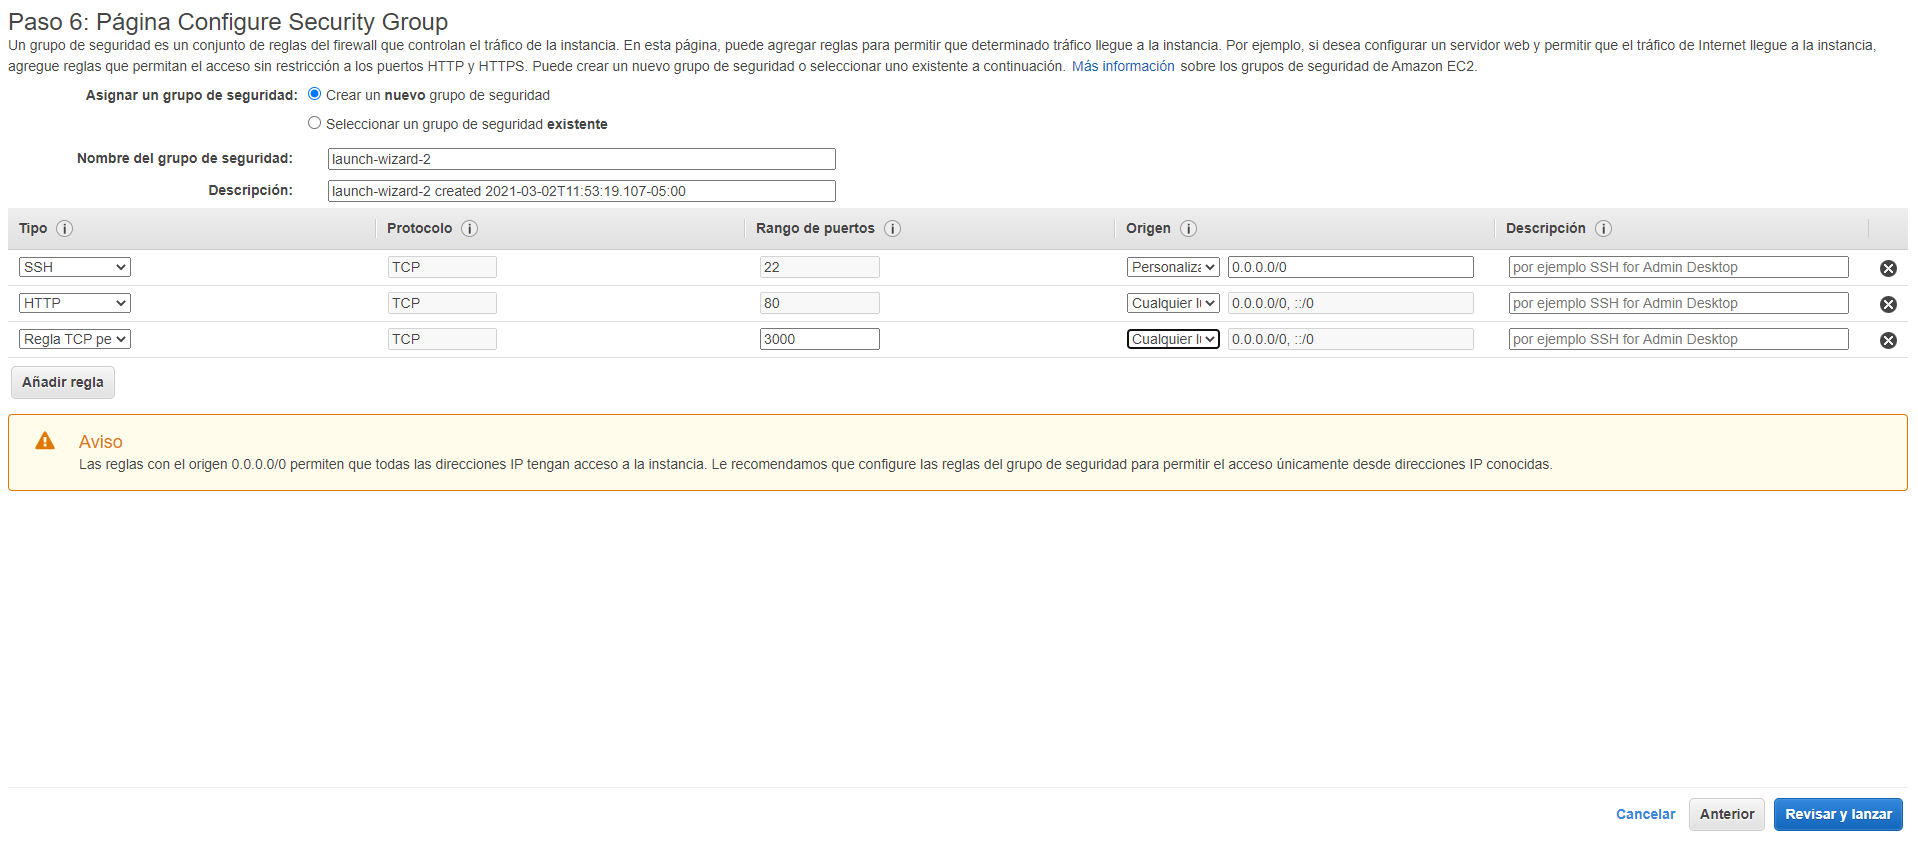 Paso 6: Página Configure Security Group
Un grupo de seguridad es un conjunto de reglas del firewall que controlan el tráfico de la instancia. En esta página, puede agregar reglas para permitir que determinado tráfico llegue a la instancia. Por ejemplo, si desea configurar un servidor web y permitir que el tráfico de Internet llegue a la instancia,
agregue reglas que permitan el acceso sin restricción a los puertos HTTP y HTTPS. Puede crear un nuevo grupo de seguridad o seleccionar uno existente a continuación. Más información sobre los grupos de seguridad de Amazon EC2.
Asignar un grupo de seguridad: Crear un nuevo grupo de seguridad
Seleccionar un grupo de seguridad existente
Nombre del grupo de seguridad: launch-wizard-2
Descripción: launch-wizard-2 created 2021-03-02T11:53:19.107-05:00
Tipo i Protocolo i Rango de puertos i Origen i Descripción i
SSH TCP 22 Personaliza 0.0.0.0/0 por ejemplo SSH for Admin Desktop
HTTP TCP 80 Cualquier lu 0.0.0.0/0, ::/0 por ejemplo SSH for Admin Desktop
Regla TCP pe TCP 3000 Cualquier lu 0.0.0.0/0, ::/0 por ejemplo SSH for Admin Desktop
Añadir regla
Aviso
Las reglas con el origen 0.0.0.0/0 permiten que todas las direcciones IP tengan acceso a la instancia. Le recomendamos que configure las reglas del grupo de seguridad para permitir el acceso únicamente desde direcciones IP conocidas.
Cancelar Anterior Revisar y lanzar